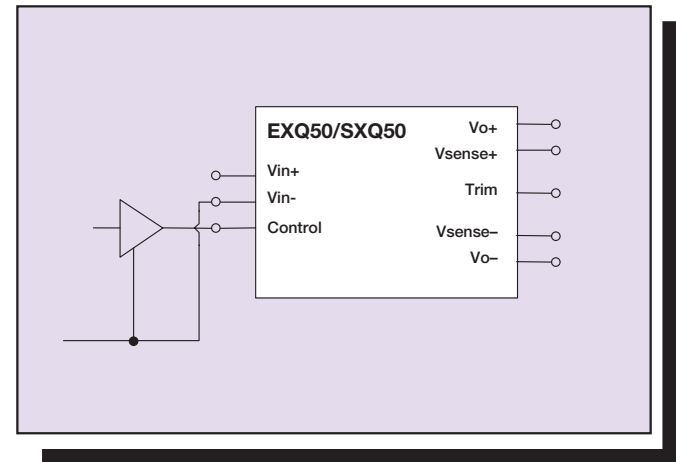 EXQ50/SXQ50
Vin+
Vin-
Control
Vo+
Vsense+
Trim
Vsense–
Vo–